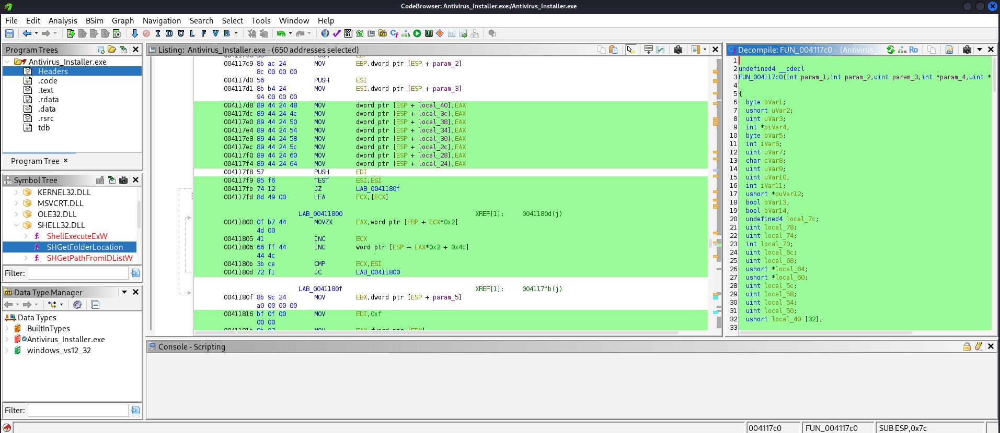 CodeBrowser: Antivirus_Installer.exe:/Antivirus_Installer.exe
File Edit Analysis BSim Graph Navigation Search Select Tools Window Help
I D U L F V B
Program Trees
Antivirus_Installer.exe
Headers
.code
.text
.rdata
.data
.rsrc
tdb
Program Tree ×
Symbol Tree
KERNEL32.DLL
MSVCRT.DLL
OLE32.DLL
SHELL32.DLL
ShellExecuteExW
SHGetFolderLocation
SHGetPathFromIDListW
Filter:
Data Type Manager
Data Types
BuiltInTypes
Antivirus_Installer.exe
windows_vs12_32
Filter:
Listing: Antivirus_Installer.exe - (650 addresses selected)
004117c9 8b ac 24 MOV EBP,dword ptr [ESP + param_2]
8c 00 00 00
004117d0 56 PUSH ESI
004117d1 8b b4 24 MOV ESI,dword ptr [ESP + param_3]
94 00 00 00
004117d8 89 44 24 48 MOV dword ptr [ESP + local_40],EAX
004117dc 89 44 24 4c MOV dword ptr [ESP + local_3c],EAX
004117e0 89 44 24 50 MOV dword ptr [ESP + local_38],EAX
004117e4 89 44 24 54 MOV dword ptr [ESP + local_34],EAX
004117e8 89 44 24 58 MOV dword ptr [ESP + local_30],EAX
004117ec 89 44 24 5c MOV dword ptr [ESP + local_2c],EAX
004117f0 89 44 24 60 MOV dword ptr [ESP + local_28],EAX
004117f4 89 44 24 64 MOV dword ptr [ESP + local_24],EAX
004117f8 57 PUSH EDI
004117f9 85 f6 TEST ESI,ESI
004117fb 74 12 JZ LAB_0041180f
004117fd 8d 49 00 LEA ECX,[ECX]
LAB_00411800 XREF[1]: 0041180d(j)
00411800 0f b7 44 MOVZX EAX,word ptr [EBP + ECX*0x2]
4d 00
00411805 41 INC ECX
00411806 66 ff 44 INC word ptr [ESP + EAX*0x2 + 0x4c]
44 4c
0041180b 3b ce CMP ECX,ESI
0041180d 72 f1 JC LAB_00411800
LAB_0041180f XREF[1]: 004117fb(j)
0041180f 8b 9c 24 MOV EBX,dword ptr [ESP + param_5]
a0 00 00 00
00411816 bf 0f 00 MOV EDI,0xf
00 00
0041181b 8b 03 MOV EAX,dword ptr [EBX]
Decompile: FUN_004117c0 - (Antivirus_...
Ro
1
2 undefined4 __cdecl
3 FUN_004117c0(int param_1,int param_2,uint param_3,int *param_4,uint *
4
5 {
6 byte bVar1;
7 ushort uVar2;
8 uint uVar3;
9 int *piVar4;
10 byte bVar5;
11 int iVar6;
12 uint uVar7;
13 char cVar8;
14 uint uVar9;
15 uint uVar10;
16 int iVar11;
17 ushort *puVar12;
18 bool bVar13;
19 bool bVar14;
20 undefined4 local_7c;
21 uint local_78;
22 uint local_74;
23 int local_70;
24 uint local_6c;
25 uint local_68;
26 ushort *local_64;
27 ushort *local_60;
28 uint local_5c;
29 uint local_58;
30 uint local_54;
31 uint local_50;
32 ushort local_40 [32];
33
Console - Scripting
004117c0 FUN_004117c0 SUB ESP,0x7c